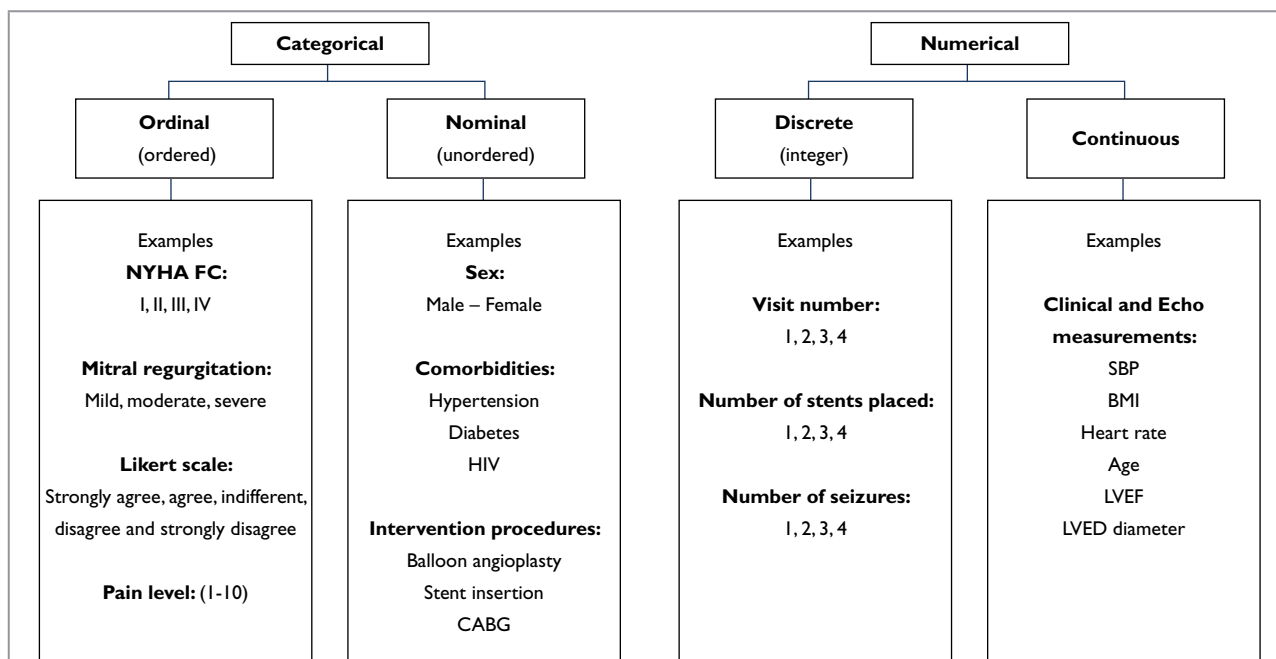 Categorical
Ordinal
(ordered)
Nominal
(unordered)
Examples
NYHA FC:
I, II, III, IV
Mitral regurgitation:
Mild, moderate, severe
Likert scale:
Strongly agree, agree, indifferent,
disagree and strongly disagree
Pain level: (1-10)
Examples
Sex:
Male – Female
Comorbidities:
Hypertension
Diabetes
HIV
Intervention procedures:
Balloon angioplasty
Stent insertion
CABG
Numerical
Discrete
(integer)
Continuous
Examples
Visit number:
1, 2, 3, 4
Number of stents placed:
1, 2, 3, 4
Number of seizures:
1, 2, 3, 4
Examples
Clinical and Echo
measurements:
SBP
BMI
Heart rate
Age
LVEF
LVED diameter